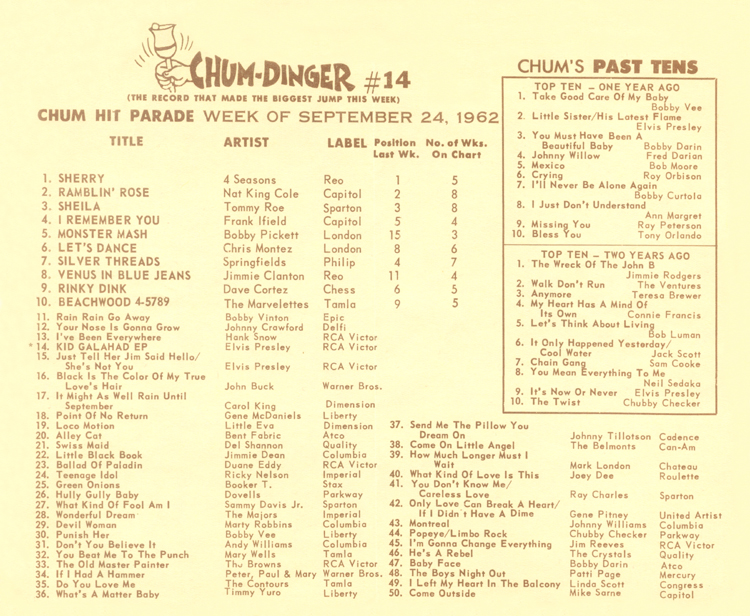 CHUM-DINGER #14
(THE RECORD THAT MADE THE BIGGEST JUMP THIS WEEK)
CHUM HIT PARADE WEEK OF SEPTEMBER 24, 1962
TITLE ARTIST LABEL Position Last Wk. No. of Wks. On Chart
1. SHERRY 4 Seasons Reo 1 5
2. RAMBLIN' ROSE Nat King Cole Capitol 2 8
3. SHEILA Tommy Roe Sparton 3 8
4. I REMEMBER YOU Frank Ifield Capitol 5 4
5. MONSTER MASH Bobby Pickett London 15 3
6. LET'S DANCE Chris Montez London 8 6
7. SILVER THREADS Springfields Philip 4 7
8. VENUS IN BLUE JEANS Jimmie Clanton Reo 11 4
9. RINKY DINK Dave Cortez Chess 6 5
10. BEACHWOOD 4-5789 The Marvelettes Tamla 9 5
11. Rain Rain Go Away Bobby Vinton Epic
12. Your Nose Is Gonna Grow Johnny Crawford Delfi
13. I've Been Everywhere Hank Snow RCA Victor
* 14. KID GALAHAD EP Elvis Presley RCA Victor
15. Just Tell Her Jim Said Hello/
She's Not You Elvis Presley RCA Victor
16. Black Is The Color Of My True
Love's Hair John Buck Warner Bros.
17. It Might As Well Rain Until
September Carol King Dimension
18. Point Of No Return Gene McDaniels Liberty
19. Loco Motion Little Eva Dimension
20. Alley Cat Bent Fabric Atco
21. Swiss Maid Del Shannon Quality
22. Little Black Book Jimmie Dean Columbia
23. Ballad Of Paladin Duane Eddy RCA Victor
24. Teenage Idol Ricky Nelson Imperial
25. Green Onions Booker T. Stax
26. Hully Gully Baby Dovells Parkway
27. What Kind Of Fool Am I Sammy Davis Jr. Sparton
28. Wonderful Dream The Majors Imperial
29. Devil Woman Marty Robbins Columbia
30. Punish Her Bobby Vee Liberty
31. Don't You Believe It Andy Williams Columbia
32. You Beat Me To The Punch Mary Wells Tamla
33. The Old Master Painter Thu Browns RCA Victor
34. If I Had A Hammer Peter, Paul & Mary Warner Bros.
35. Do You Love Me The Contours Tamla
36. What's A Matter Baby Timmy Yuro Liberty
37. Send Me The Pillow You
Dream On Johnny Tillotson Cadence
38. Come On Little Angel The Belmonts Can-Am
39. How Much Longer Must I
Wait Mark London Chateau
40. What Kind Of Love Is This Joey Dee Roulette
41. You Don't Know Me/
Careless Love Ray Charles Sparton
42. Only Love Can Break A Heart/
If I Didn t Have A Dime Gene Pitney United Artist
43. Montreal Johnny Williams Columbia
44. Popeye/Limbo Rock Chubby Checker Parkway
45. I'm Gonna Change Everything Jim Reeves RCA Victor
46. He's A Rebel The Crystals Quality
47. Baby Face Bobby Darin Atco
48. The Boys Night Out Patti Page Mercury
49. I Left My Heart In The Balcony Linda Scott Congress
50. Come Outside Mike Sarne Capitol
CHUM'S PAST TENS
TOP TEN – ONE YEAR AGO
1. Take Good Care Of My Baby
Bobby Vee
2. Little Sister/His Latest Flame
Elvis Presley
3. You Must Have Been A
Beautiful Baby Bobby Darin
4. Johnny Willow Fred Darian
5. Mexico Bob Moore
6. Crying Roy Orbison
7. I'll Never Be Alone Again
Bobby Curtola
8. I Just Don't Understand
Ann Margret
9. Missing You Ray Peterson
10. Bless You Tony Orlando
TOP TEN – TWO YEARS AGO
1. The Wreck Of The John B
Jimmie Rodgers
2. Walk Don't Run The Ventures
3. Anymore Teresa Brewer
4. My Heart Has A Mind Of
Its Own Connie Francis
5. Let's Think About Living
Bob Luman
6. It Only Happened Yesterday/
Cool Water Jack Scott
7. Chain Gang Sam Cooke
8. You Mean Everything To Me
Neil Sedaka
9. It's Now Or Never Elvis Presley
10. The Twist Chubby Checker